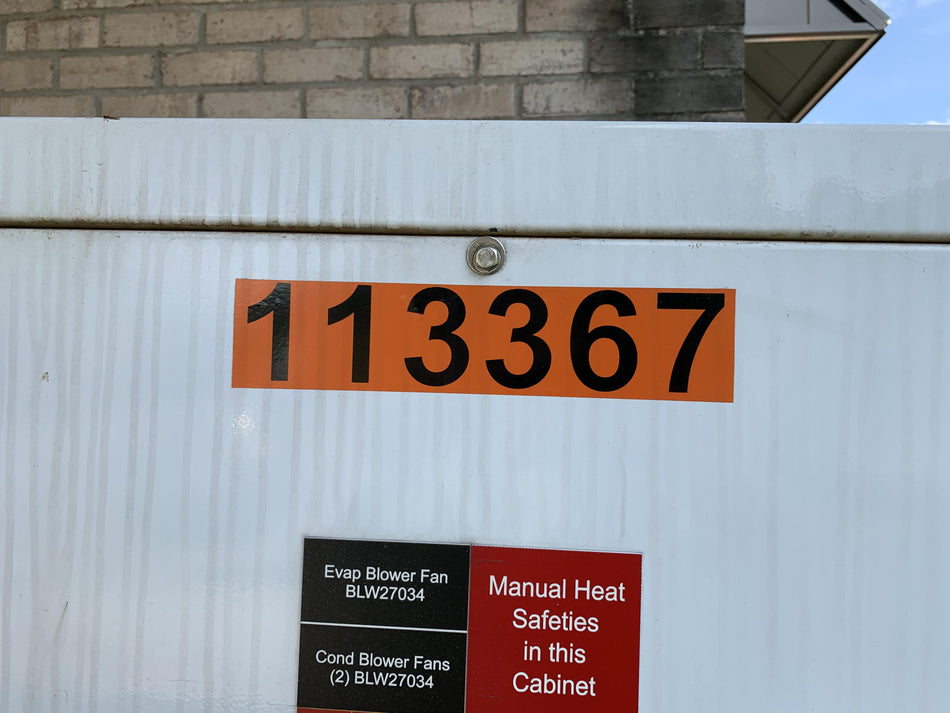 113367
Evap Blower Fan
BLW27034
Cond Blower Fans
(2) BLW27034
Manual Heat
Safeties
in this
Cabinet